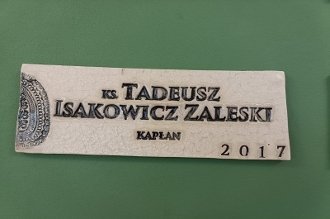 KS. TADEUSZ
ISAKOWICZ ZALESKI
KAPŁAN
2017